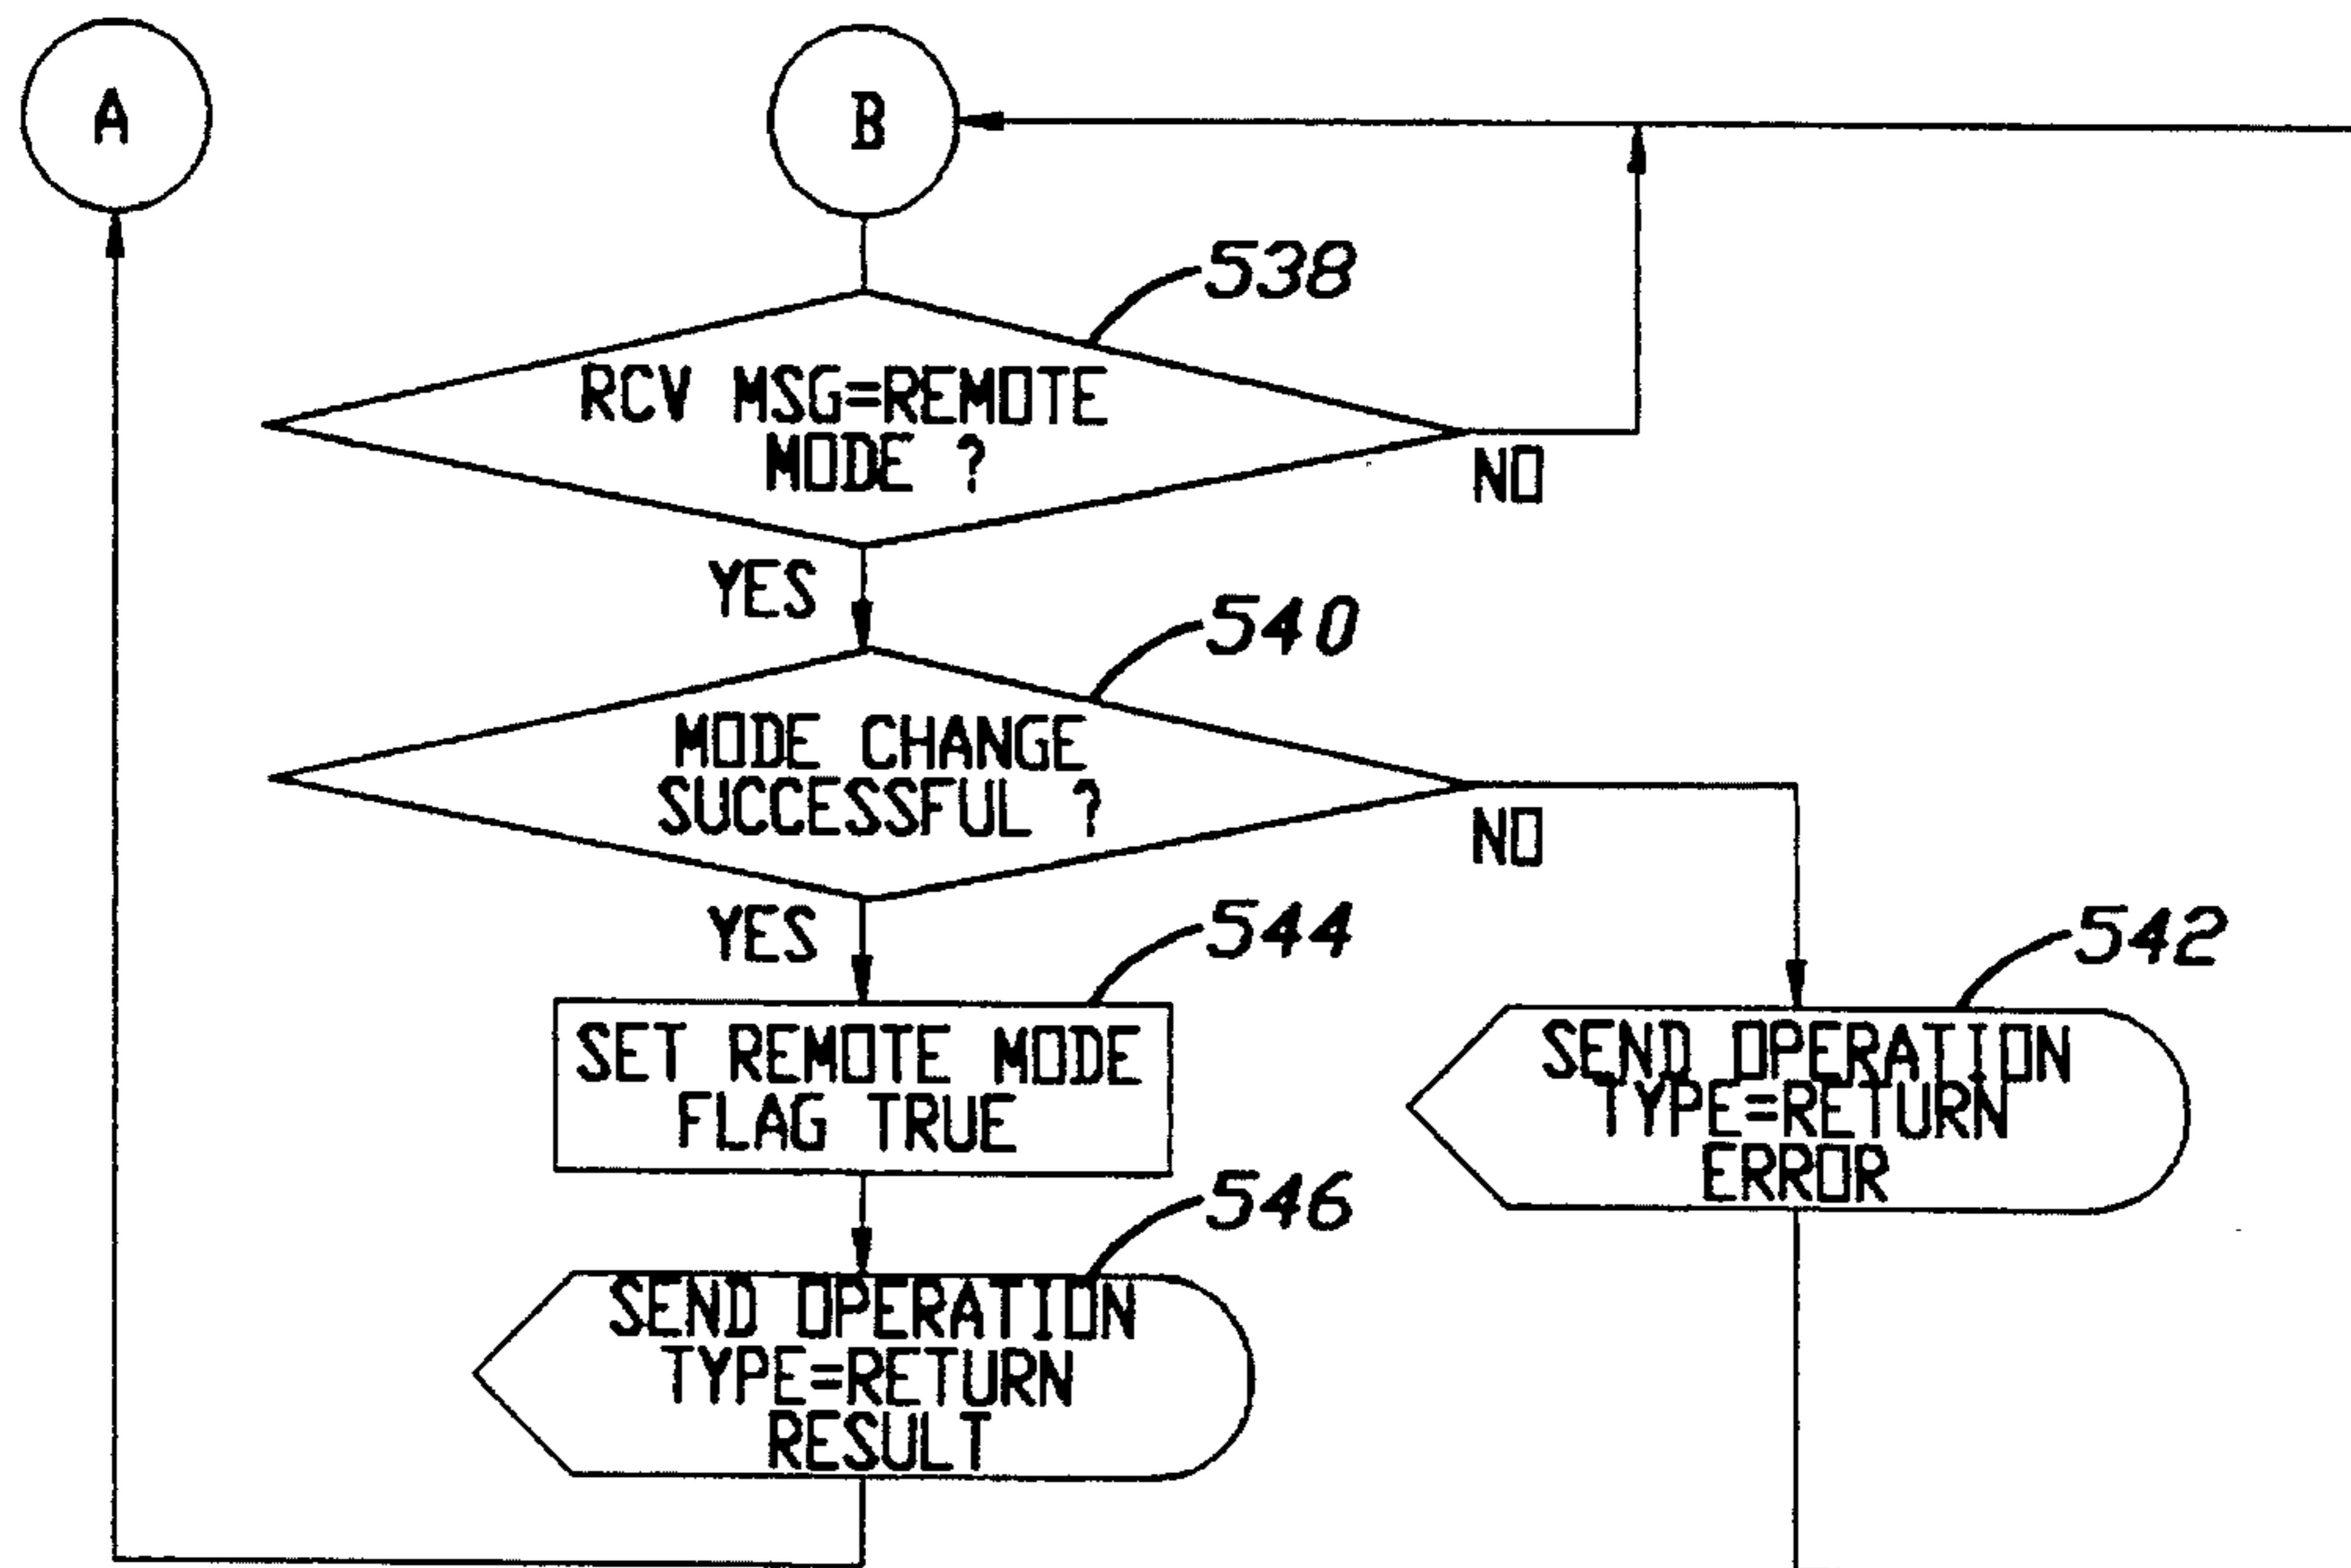 A
B
538
RCV MSG=REMOTE
MODE ?
NO
YES
540
MODE CHANGE
SUCCESSFUL ?
NO
YES
544
542
SET REMOTE MODE
FLAG TRUE
SEND OPERATION
TYPE=RETURN
ERROR
546
SEND OPERATION
TYPE=RETURN
RESULT